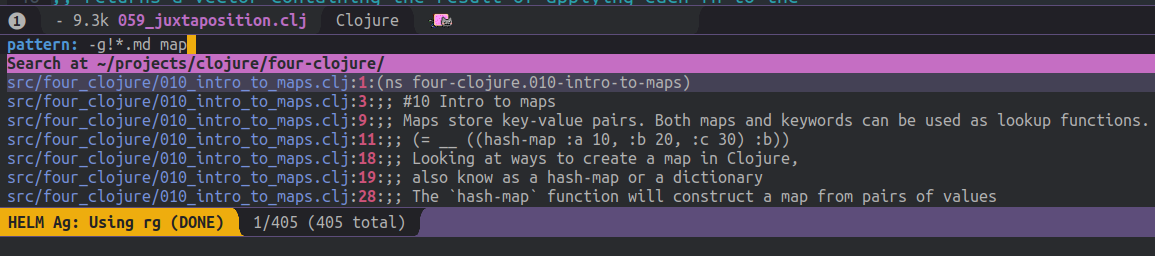 ;; returns a vector containing the result of applying each fn to the
1 - 9.3k 059_juxtaposition.clj Clojure
pattern: -g!*.md map
Search at ~/projects/clojure/four-clojure/
src/four_clojure/010_intro_to_maps.clj:1:(ns four-clojure.010-intro-to-maps)
src/four_clojure/010_intro_to_maps.clj:3:;; #10 Intro to maps
src/four_clojure/010_intro_to_maps.clj:9:;; Maps store key-value pairs. Both maps and keywords can be used as lookup functions.
src/four_clojure/010_intro_to_maps.clj:11:;; (= __ ((hash-map :a 10, :b 20, :c 30) :b))
src/four_clojure/010_intro_to_maps.clj:18:;; Looking at ways to create a map in Clojure,
src/four_clojure/010_intro_to_maps.clj:19:;; also know as a hash-map or a dictionary
src/four_clojure/010_intro_to_maps.clj:28:;; The `hash-map` function will construct a map from pairs of values
HELM Ag: Using rg (DONE) 1/405 (405 total)